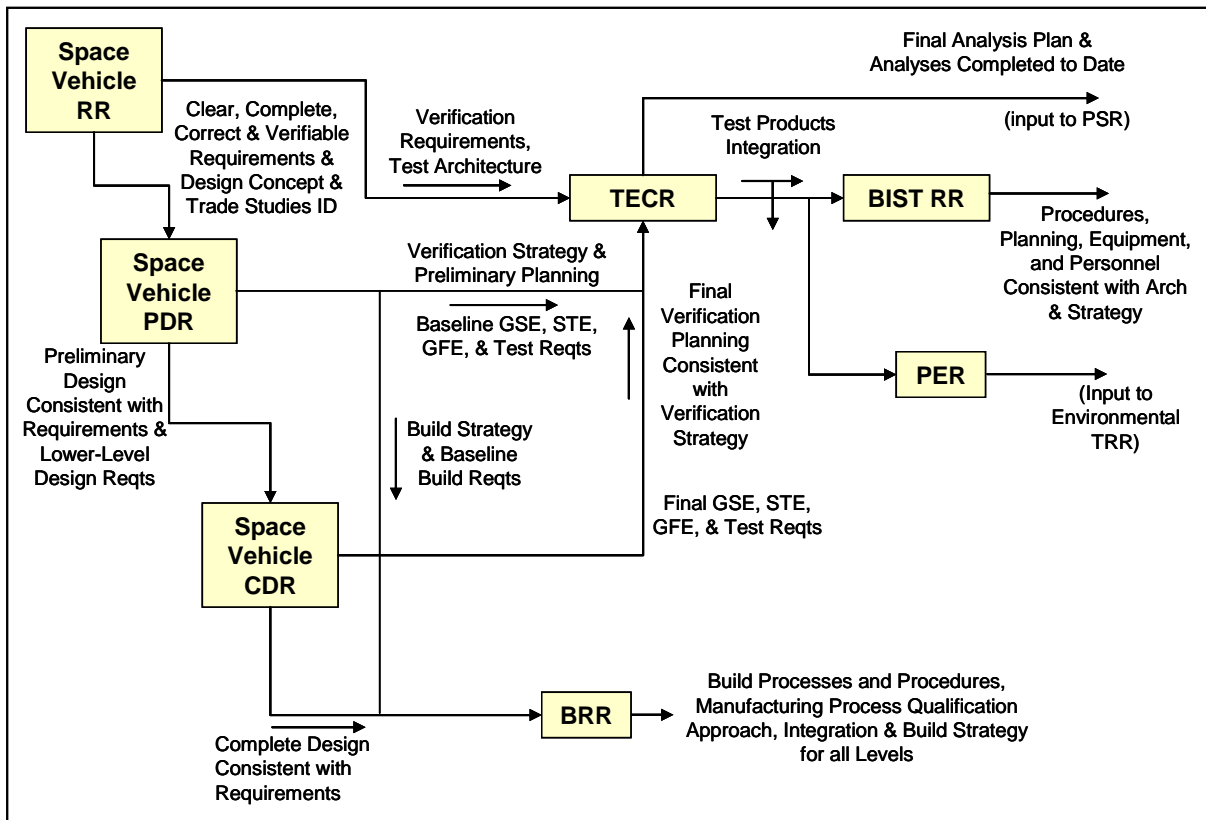 Space
Vehicle
RR
Clear, Complete,
Correct & Verifiable
Requirements &
Design Concept &
Trade Studies ID
Verification
Requirements,
Test Architecture
Final Analysis Plan &
Analyses Completed to Date
(input to PSR)
Test Products
Integration
TECR
BIST RR
Procedures,
Planning, Equipment,
and Personnel
Consistent with Arch
& Strategy
Space
Vehicle
PDR
Verification Strategy &
Preliminary Planning
Baseline GSE, STE,
GFE, & Test Reqts
Final
Verification
Planning
Consistent
with
Verification
Strategy
PER
(Input to
Environmental
TRR)
Preliminary
Design
Consistent with
Requirements &
Lower-Level
Design Reqts
Build Strategy
& Baseline
Build Reqts
Space
Vehicle
CDR
Final GSE, STE,
GFE, & Test Reqts
BRR
Build Processes and Procedures,
Manufacturing Process Qualification
Approach, Integration & Build Strategy
for all Levels
Complete Design
Consistent with
Requirements